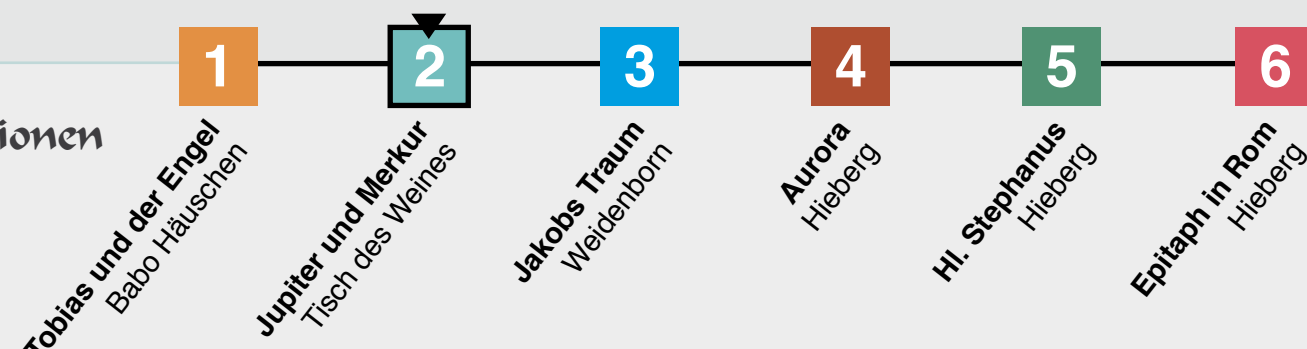 1 2 3 4 5 6
ionen
Tobias und der Engel
Babo Häuschen
Jupiter und Merkur
Tisch des Weines
Jakobs Traum
Weidenborn
Aurora
Hieberg
Hl. Stephanus
Hieberg
Epitaph in Rom
Hieberg